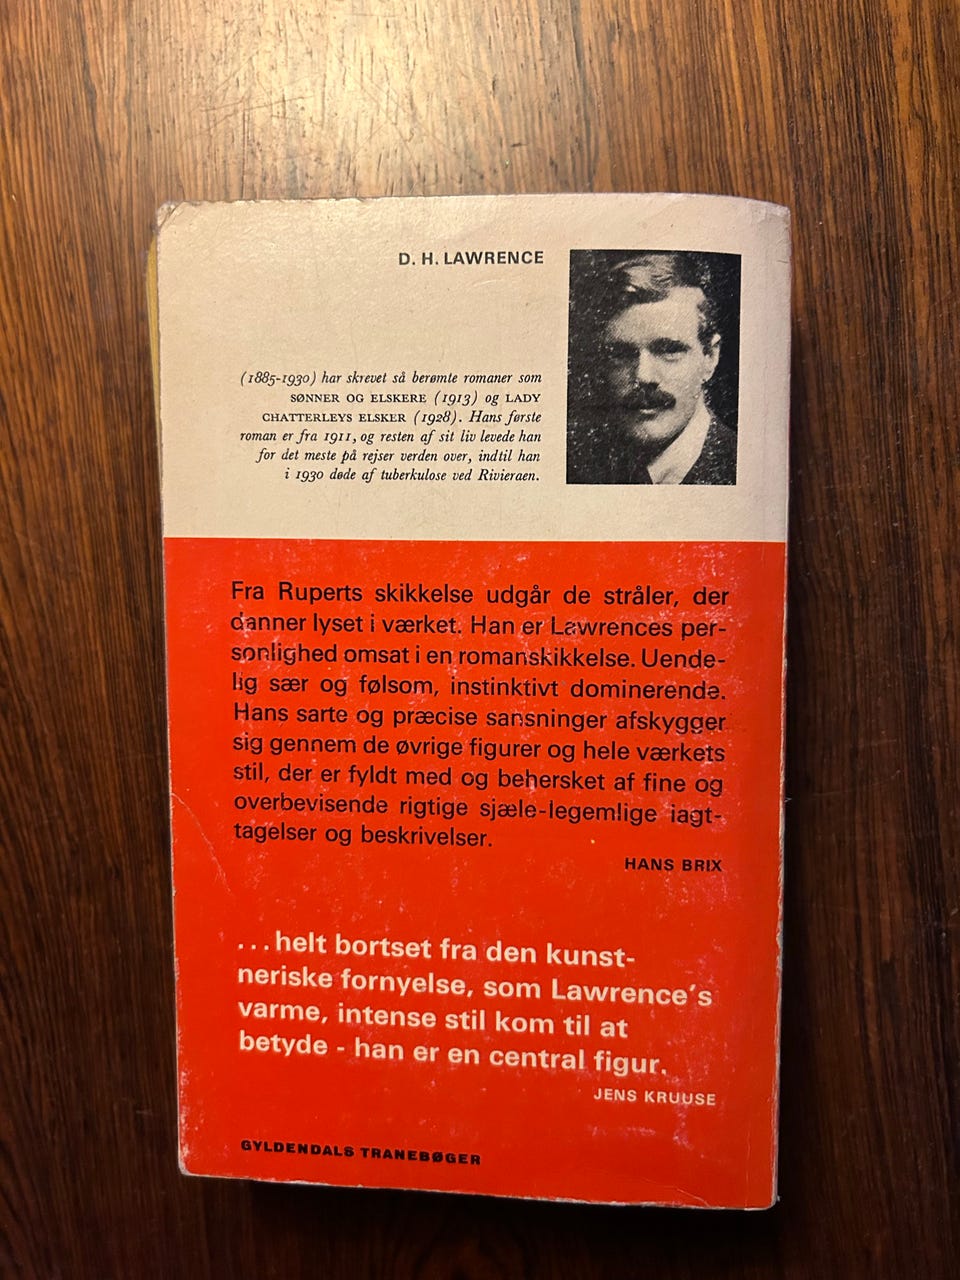 D. H. LAWRENCE
(1885-1930) har skrevet så berømte romaner som
SØNNER OG ELSKERE (1913) og LADY
CHATTERLEYS ELSKER (1928). Hans første
roman er fra 1911, og resten af sit liv levede han
for det meste på rejser verden over, indtil han
i 1930 døde af tuberkulose ved Rivieraen.
Fra Ruperts skikkelse udgår de stråler, der
danner lyset i værket. Han er Lawrences per-
sonlighed omsat i en romanskikkelse. Uende-
lig sær og følsom, instinktivt dominerende.
Hans sarte og præcise sansninger afskygger
sig gennem de øvrige figurer og hele værkets
stil, der er fyldt med og behersket af fine og
overbevisende rigtige sjæle-legemlige iagt-
tagelser og beskrivelser.
HANS BRIX
...helt bortset fra den kunst-
neriske fornyelse, som Lawrence's
varme, intense stil kom til at
betyde - han er en central figur.
JENS KRUUSE
GYLDENDALS TRANEBØGER